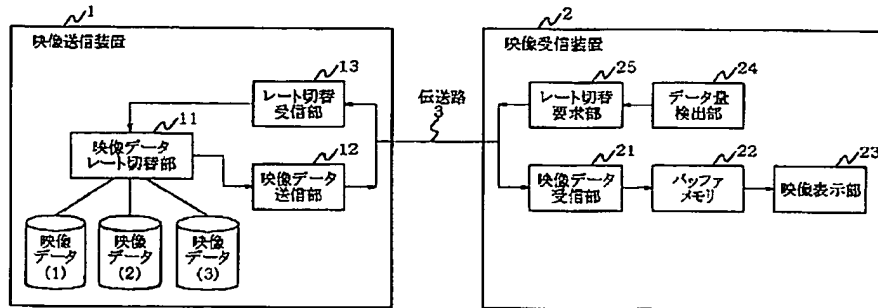 1
映像送信装置
13
レート切替
受信部
11
映像データ
レート切替部
12
映像データ
送信部
映像
データ
(1)
映像
データ
(2)
映像
データ
(3)
伝送路
3
2
映像受信装置
25
レート切替
要求部
24
データ量
検出部
21
映像データ
受信部
22
バッファ
メモリ
23
映像表示部